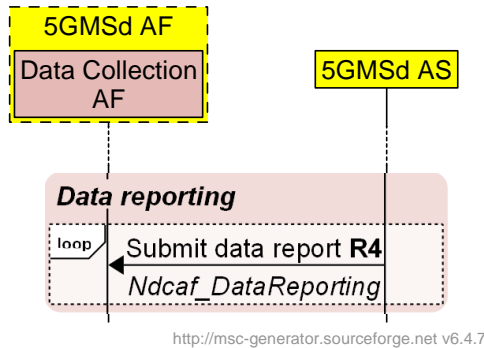 5GMSd AF
Data Collection
AF
5GMSd AS
Data reporting
loop
Submit data report R4
Ndcaf_DataReporting
http://msc-generator.sourceforge.net v6.4.7